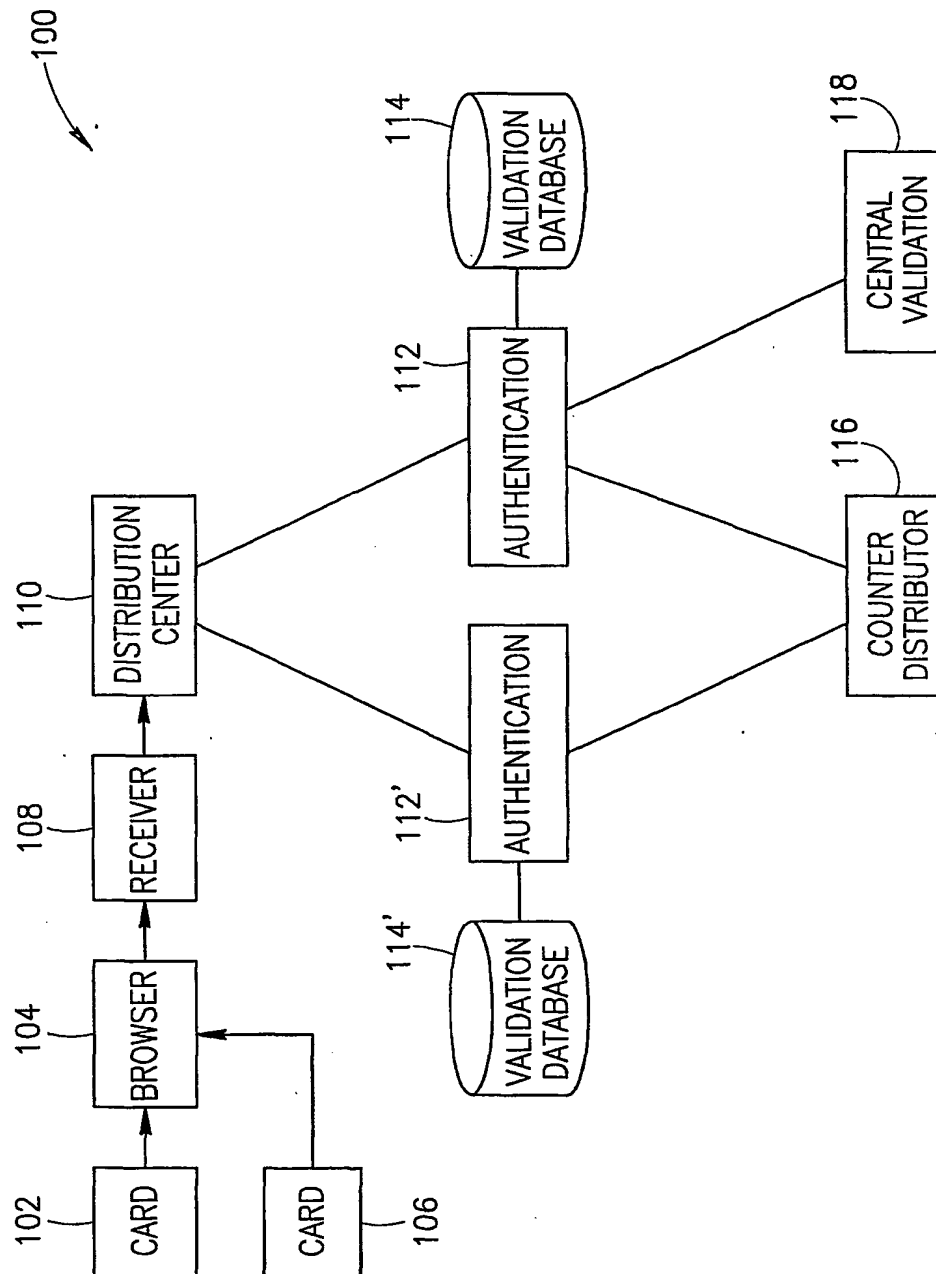 100
110
DISTRIBUTION
CENTER
108
RECEIVER
104
BROWSER
102
CARD
CARD
106
114
VALIDATION
DATABASE
112
AUTHENTICATION
112'
AUTHENTICATION
114'
VALIDATION
DATABASE
118
CENTRAL
VALIDATION
116
COUNTER
DISTRIBUTOR